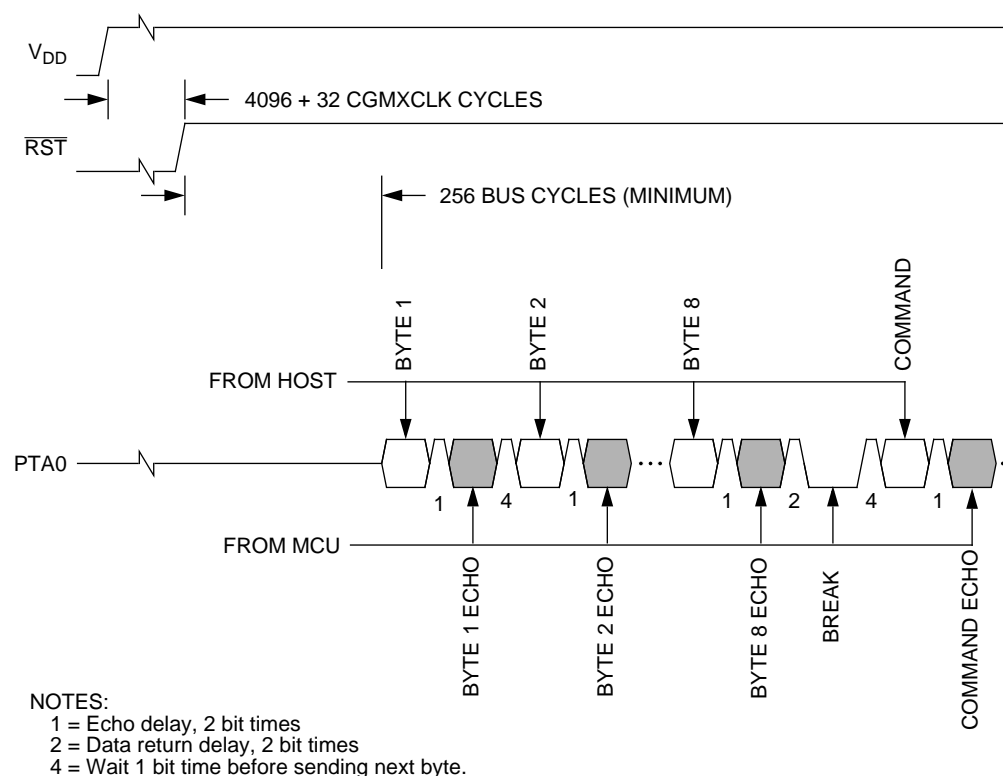 VDD
4096 + 32 CGMXCLK CYCLES
RST
256 BUS CYCLES (MINIMUM)
BYTE 1
BYTE 2
BYTE 8
COMMAND
FROM HOST
PTA0
1
4
1
1
2
4
1
FROM MCU
BYTE 1 ECHO
BYTE 2 ECHO
BYTE 8 ECHO
BREAK
COMMAND ECHO
NOTES:
1 = Echo delay, 2 bit times
2 = Data return delay, 2 bit times
4 = Wait 1 bit time before sending next byte.